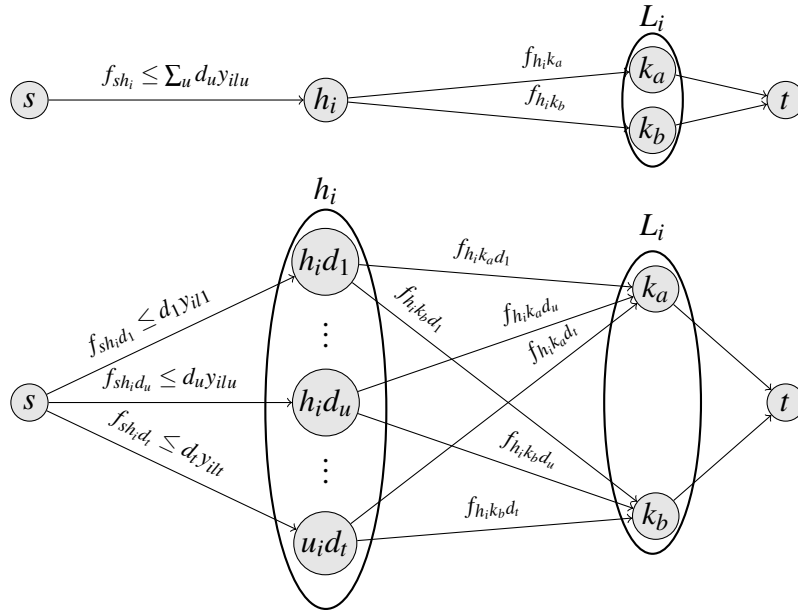 L_i
f_{sh_i} ≤ ∑_u d_u y_{ilu}
f_{h_i k_a}
k_a
s
h_i
f_{h_i k_b}
k_b
t
h_i
L_i
h_i d_1
f_{h_i k_a d_1}
k_a
f_{sh_i d_1} ≤ d_1 y_{il1}
f_{h_i k_b d_1}
f_{h_i k_a d_u}
⋮
f_{h_i k_a d_t}
f_{sh_i d_u} ≤ d_u y_{ilu}
s
h_i d_u
t
f_{sh_i d_t} ≤ d_t y_{ilt}
f_{h_i k_b d_u}
⋮
f_{h_i k_b d_t}
k_b
u_i d_t